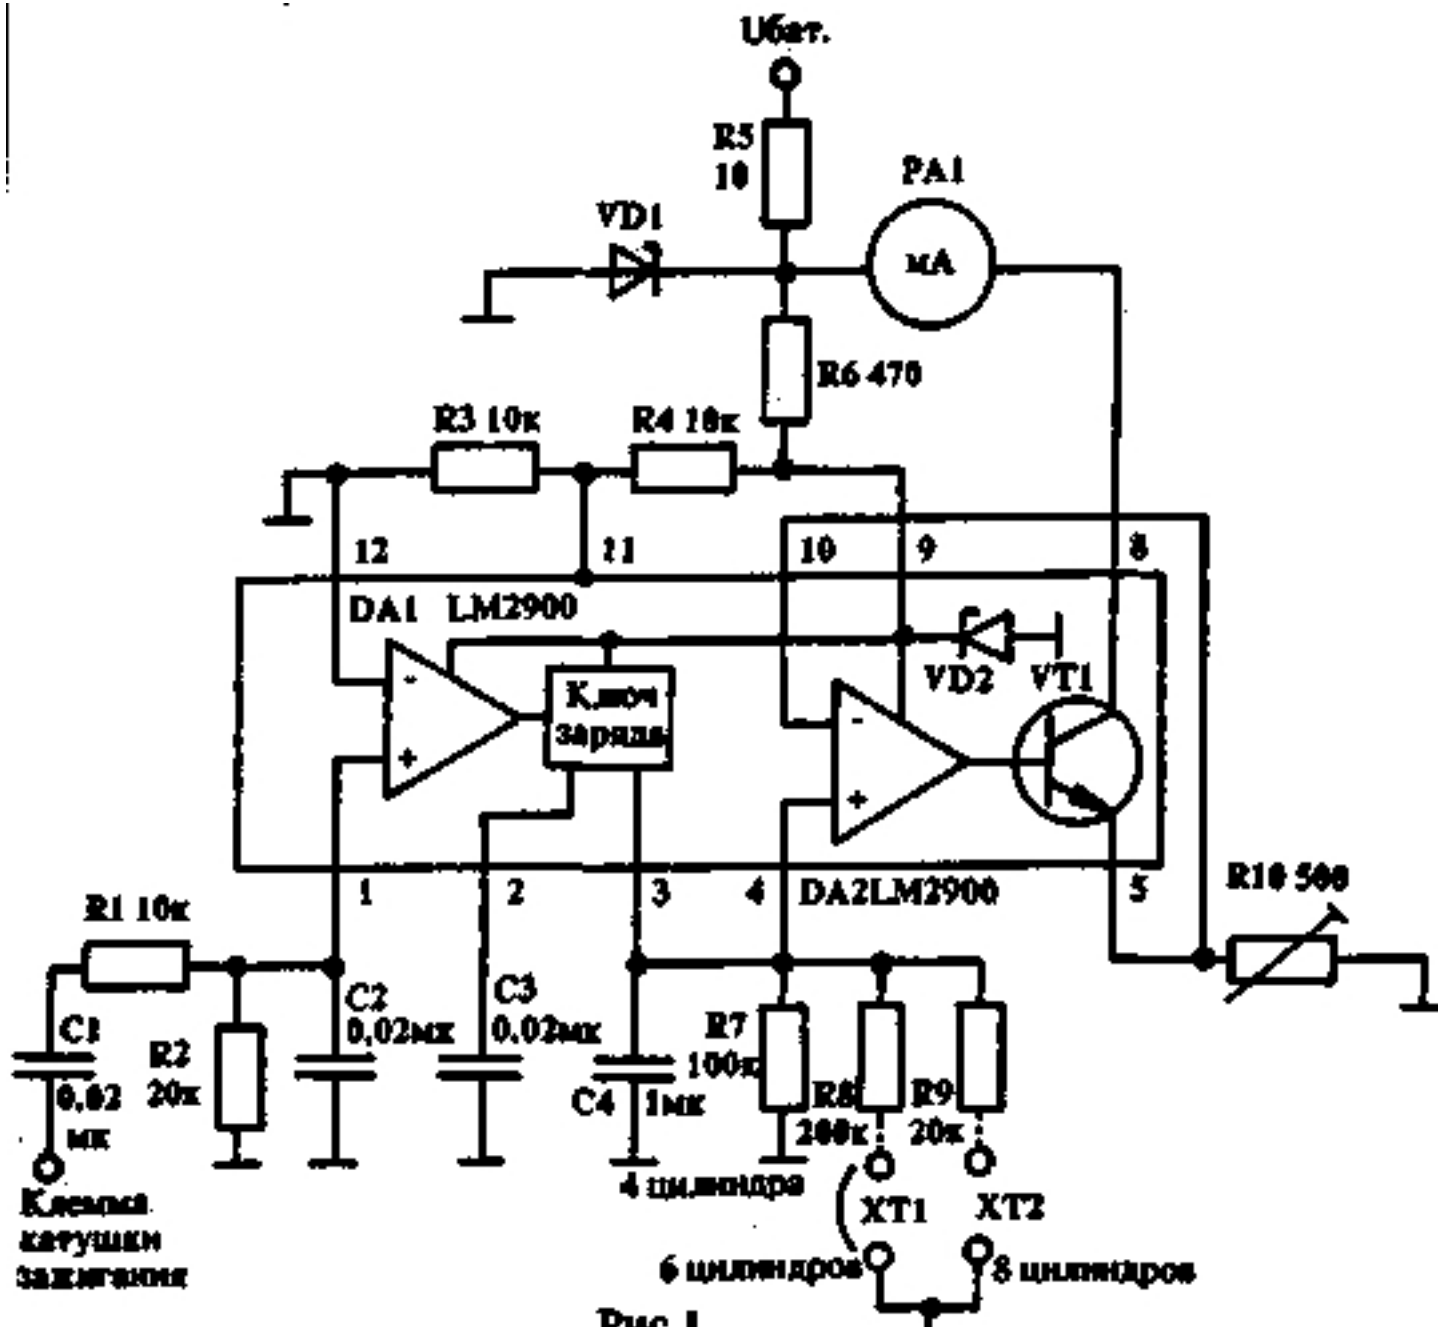 Uбат.
R5
10
PA1
VD1
мА
R6 470
R3 10к
R4 10к
12
11
10
9
8
DA1 LM2900
-
+
Ключ
заряда
VD2
VT1
-
+
1
2
3
4
DA2LM2900
5
R10 500
R1 10к
C1
0,02
мк
R2
20к
C2
0,02мк
C3
0,02мк
C4
1мк
R7
100к
R8
200к
R9
20к
Клемма
катушки
зажигания
4 цилиндра
XT1
XT2
6 цилиндров
8 цилиндров
Рис.1